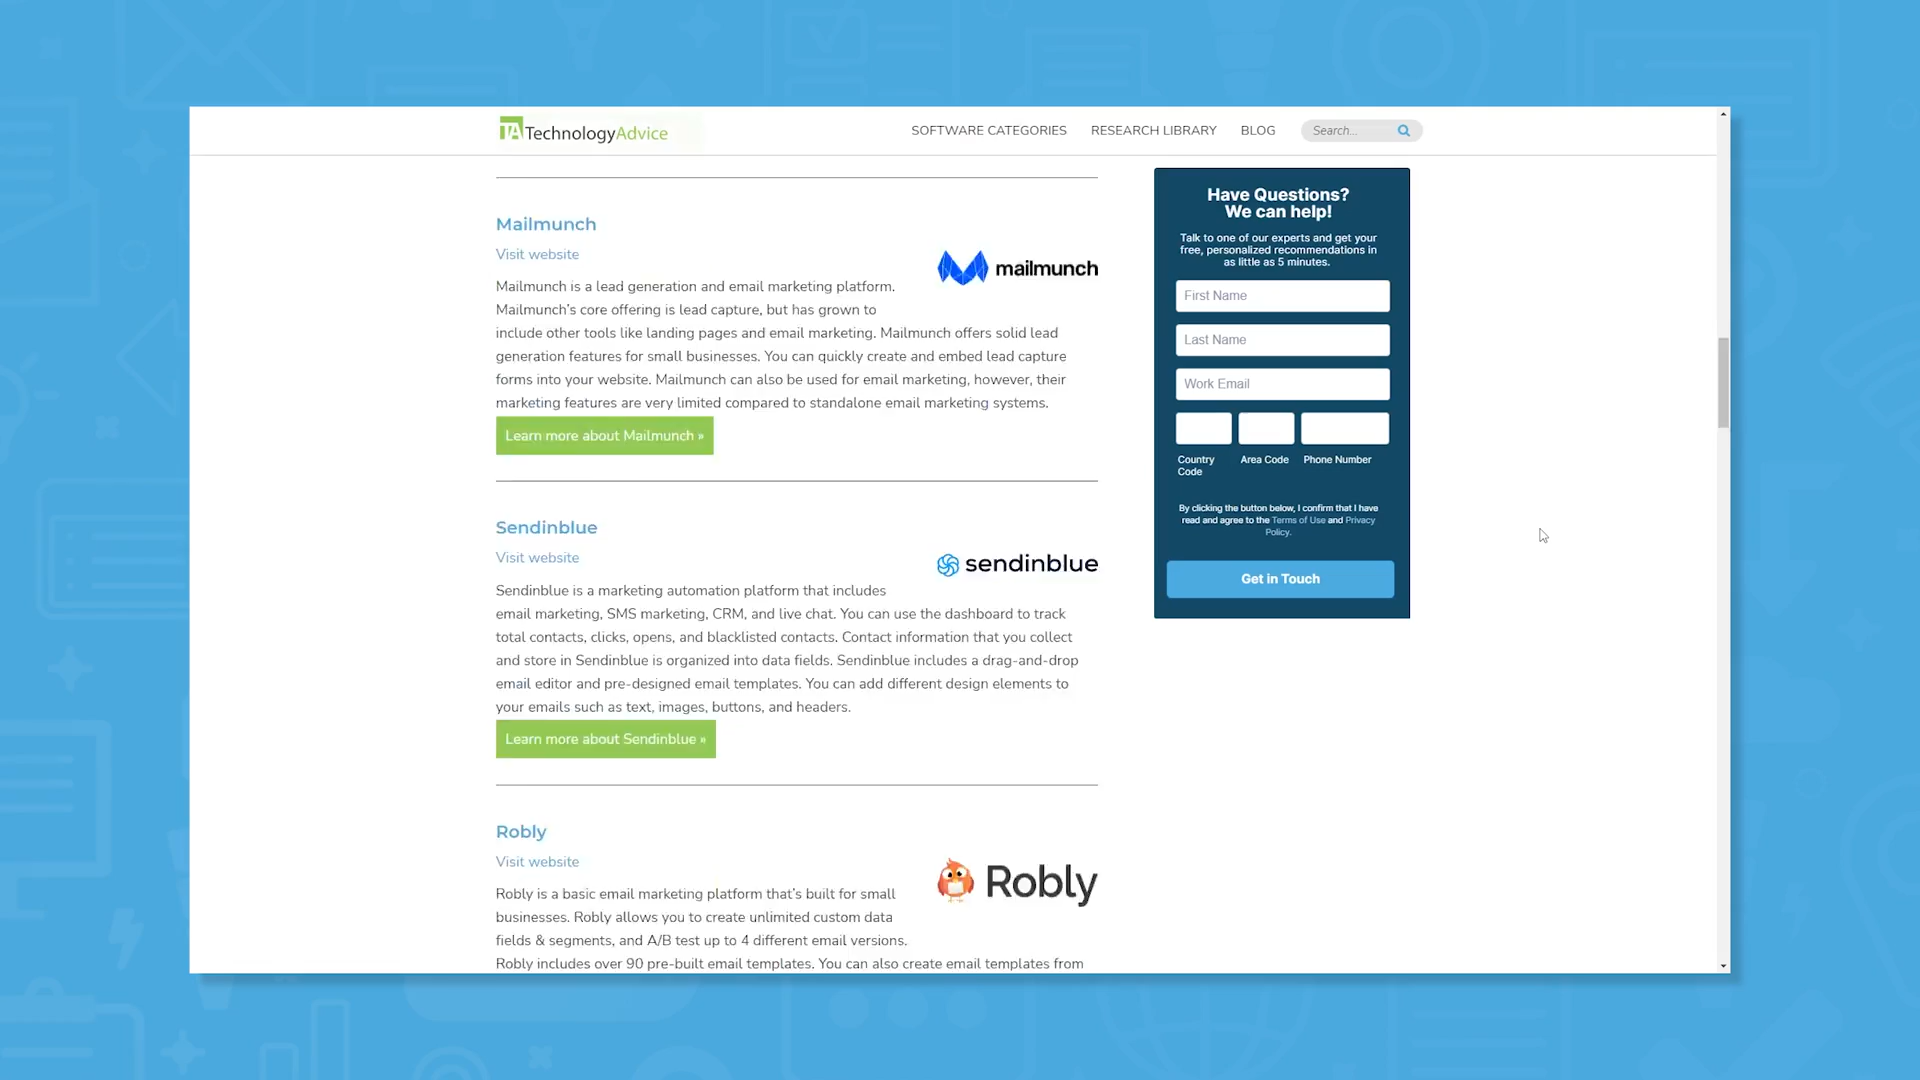 TA TechnologyAdvice
SOFTWARE CATEGORIES
RESEARCH LIBRARY
BLOG
Search...
Mailmunch
Visit website
mailmunch
Mailmunch is a lead generation and email marketing platform.
Mailmunch’s core offering is lead capture, but has grown to
include other tools like landing pages and email marketing. Mailmunch offers solid lead
generation features for small businesses. You can quickly create and embed lead capture
forms into your website. Mailmunch can also be used for email marketing, however, their
marketing features are very limited compared to standalone email marketing systems.
Learn more about Mailmunch »
Sendinblue
Visit website
sendinblue
Sendinblue is a marketing automation platform that includes
email marketing, SMS marketing, CRM, and live chat. You can use the dashboard to track
total contacts, clicks, opens, and blacklisted contacts. Contact information that you collect
and store in Sendinblue is organized into data fields. Sendinblue includes a drag-and-drop
email editor and pre-designed email templates. You can add different design elements to
your emails such as text, images, buttons, and headers.
Learn more about Sendinblue »
Robly
Visit website
Robly
Robly is a basic email marketing platform that’s built for small
businesses. Robly allows you to create unlimited custom data
fields & segments, and A/B test up to 4 different email versions.
Robly includes over 90 pre-built email templates. You can also create email templates from
Have Questions?
We can help!
Talk to one of our experts and get your
free, personalized recommendations in
as little as 5 minutes.
First Name
Last Name
Work Email
Country
Code
Area Code
Phone Number
By clicking the button below, I confirm that I have
read and agree to the Terms of Use and Privacy
Policy.
Get in Touch